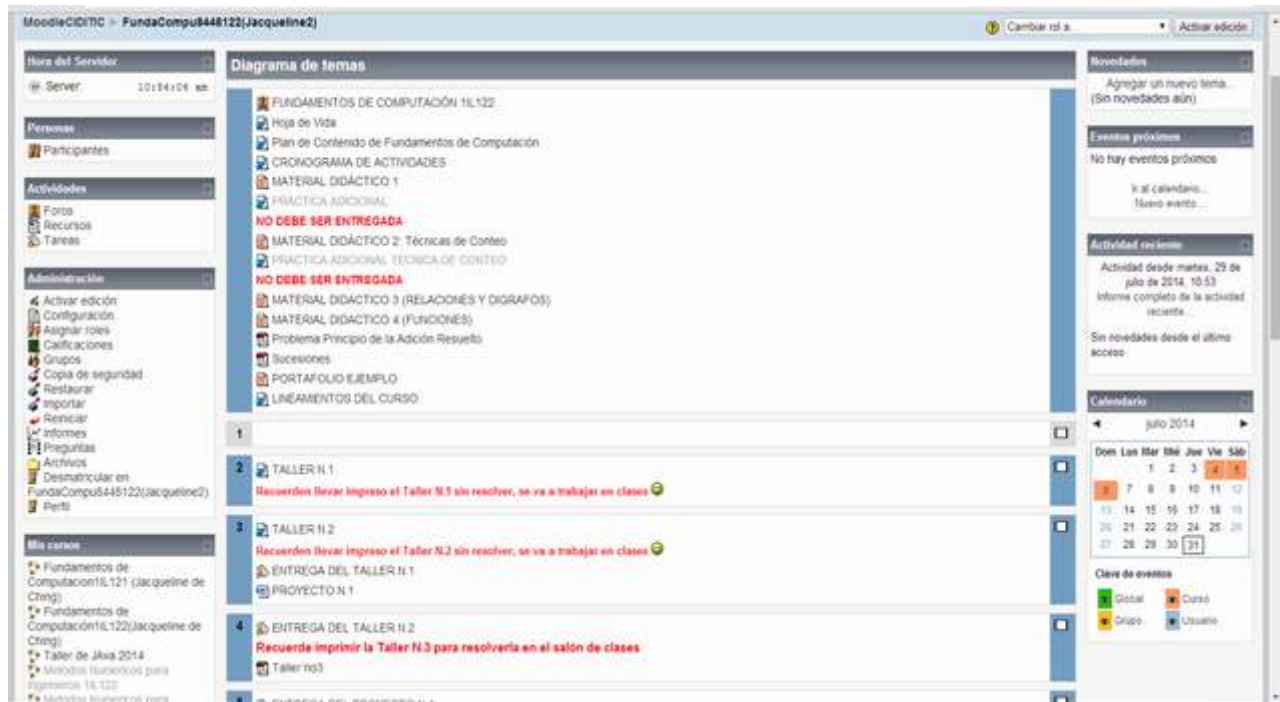 MoodleCIDITIC ► FundaCompu8448122(Jacqueline2)
Cambiar rol a...
Activar edición
Hora del Servidor
Server:
Personas
Participantes
Actividades
Foros
Recursos
Tareas
Administración
Activar edición
Configuración
Asignar roles
Calificaciones
Grupos
Copia de seguridad
Restaurar
Importar
Reiniciar
Informes
Preguntas
Archivos
Desmatricular en
FundaCompu8448122(Jacqueline2)
Perfil
Mis cursos
Fundamentos de
Computacion1IL121 (Jacqueline de
Ching)
Fundamentos de
Computación1IL122(Jacqueline de
Ching)
Taller de JAva 2014
Metodos Numericos para
Ingenieros 1IL122
Metodos Numericos para
Diagrama de temas
FUNDAMENTOS DE COMPUTACIÓN 1IL122
Hoja de Vida
Plan de Contenido de Fundamentos de Computación
CRONOGRAMA DE ACTIVIDADES
MATERIAL DIDÁCTICO 1
PRÁCTICA ADICIONAL
NO DEBE SER ENTREGADA
MATERIAL DIDÁCTICO 2: Técnicas de Conteo
PRACTICA ADICIONAL TECNICA DE CONTEO
NO DEBE SER ENTREGADA
MATERIAL DIDACTICO 3 (RELACIONES Y DIGRAFOS)
MATERIAL DIDACTICO 4 (FUNCIONES)
Problema Principio de la Adición Resuelto
Sucesiones
PORTAFOLIO EJEMPLO
LINEAMIENTOS DEL CURSO
1
2 TALLER N.1
Recuerden llevar impreso el Taller N.1 sin resolver, se va a trabajar en clases
3 TALLER N.2
Recuerden llevar impreso el Taller N.2 sin resolver, se va a trabajar en clases
ENTREGA DEL TALLER N.1
PROYECTO N.1
4 ENTREGA DEL TALLER N.2
Recuerde imprimir la Taller N.3 para resolverla en el salón de clases
Taller no3
Novedades
Agregar un nuevo tema...
(Sin novedades aún)
Eventos próximos
No hay eventos próximos
Ir al calendario...
Nuevo evento...
Actividad reciente
Actividad desde martes, 29 de
julio de 2014, 10:53
Informe completo de la actividad
reciente...
Sin novedades desde el último
acceso
Calendario
◄ julio 2014 ►
Dom Lun Mar Mié Jue Vie Sáb
1 2 3 4 5
6 7 8 9 10 11 12
13 14 15 16 17 18 19
20 21 22 23 24 25 26
27 28 29 30 31
Clave de eventos
Global Curso
Grupo Usuario